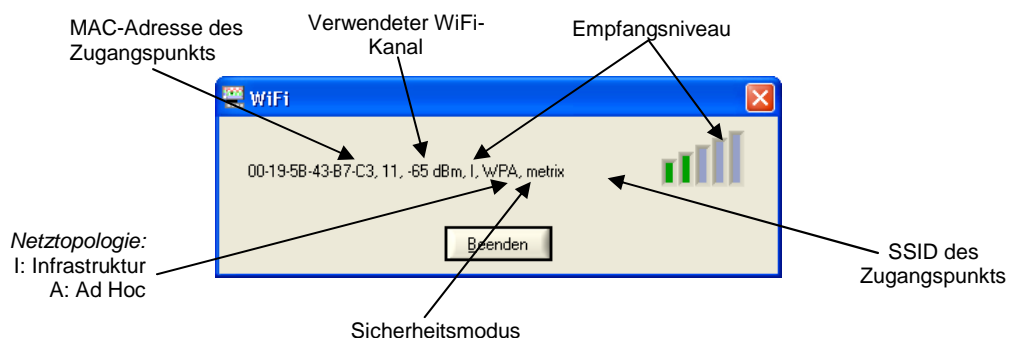 MAC-Adresse des
Zugangspunkts
Verwendeter WiFi-
Kanal
Empfangsniveau
WiFi
00-19-5B-43-B7-C3, 11, -65 dBm, I, WPA, metrix
Beenden
Netztopologie:
I: Infrastruktur
A: Ad Hoc
SSID des
Zugangspunkts
Sicherheitsmodus